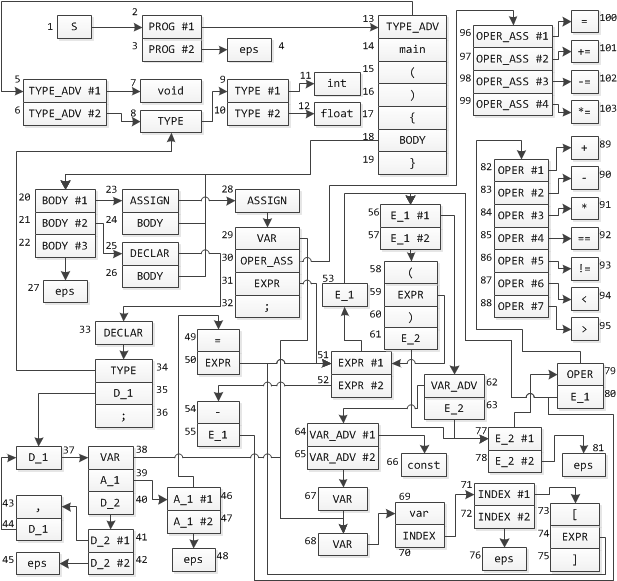 1 S
2 PROG #1
3 PROG #2
eps 4
13 TYPE_ADV
14 main
15 (
16 )
17 {
18 BODY
19 }
5 TYPE_ADV #1
6 TYPE_ADV #2
7 void
8 TYPE
9 TYPE #1
10 TYPE #2
11 int
12 float
96 OPER_ASS #1
97 OPER_ASS #2
98 OPER_ASS #3
99 OPER_ASS #4
= 100
+= 101
-= 102
*= 103
82 OPER #1
83 OPER #2
84 OPER #3
85 OPER #4
86 OPER #5
87 OPER #6
88 OPER #7
+ 89
- 90
* 91
== 92
!= 93
< 94
> 95
20 BODY #1
21 BODY #2
22 BODY #3
23 ASSIGN
24 BODY
25 DECLAR
26 BODY
27 eps
28 ASSIGN
29 VAR
30 OPER_ASS
31 EXPR
32 ;
33 DECLAR
TYPE 34
D_1 35
; 36
D_1 37
VAR 38
A_1 39
D_2 40
D_2 #1 41
D_2 #2 42
43 ,
44 D_1
45 eps
A_1 #1 46
A_1 #2 47
eps 48
49 =
50 EXPR
51 EXPR #1
52 EXPR #2
53 E_1
54 -
55 E_1
56 E_1 #1
57 E_1 #2
58 (
59 EXPR
60 )
61 E_2
VAR_ADV 62
E_2 63
64 VAR_ADV #1
65 VAR_ADV #2
66 const
67 VAR
68 VAR
69 var
70 INDEX
71 INDEX #1
72 INDEX #2
73 [
74 EXPR
75 ]
76 eps
77 E_2 #1
78 E_2 #2
OPER 79
E_1 80
81 eps